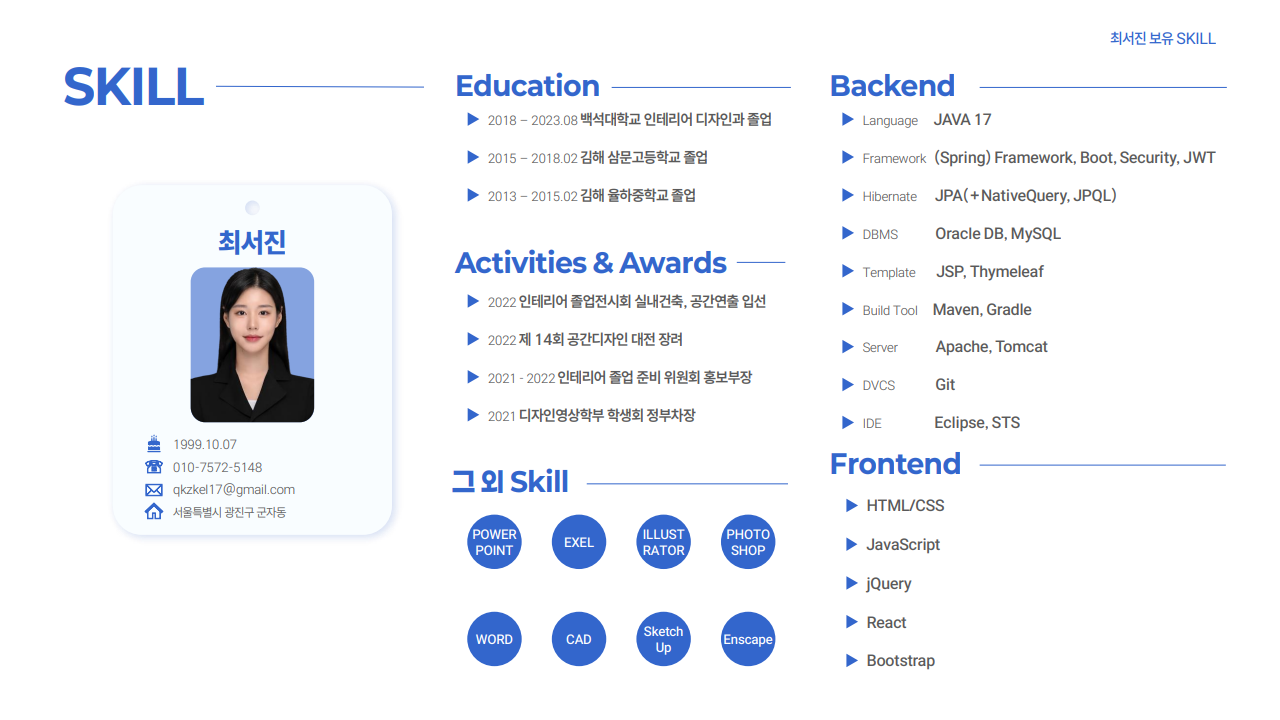 최서진 보유 SKILL
SKILL
최서진
1999.10.07
010-7572-5148
qkzkel17@gmail.com
서울특별시 광진구 군자동
Education
2018 – 2023.08 백석대학교 인테리어 디자인과 졸업
2015 – 2018.02 김해 삼문고등학교 졸업
2013 – 2015.02 김해 율하중학교 졸업
Activities & Awards
2022 인테리어 졸업전시회 실내건축, 공간연출 입선
2022 제 14회 공간디자인 대전 장려
2021 - 2022 인테리어 졸업 준비 위원회 홍보부장
2021 디자인영상학부 학생회 정부차장
그 외 Skill
POWER
POINT
EXEL
ILLUST
RATOR
PHOTO
SHOP
WORD
CAD
Sketch
Up
Enscape
Backend
Language JAVA 17
Framework (Spring) Framework, Boot, Security, JWT
Hibernate JPA(+NativeQuery, JPQL)
DBMS Oracle DB, MySQL
Template JSP, Thymeleaf
Build Tool Maven, Gradle
Server Apache, Tomcat
DVCS Git
IDE Eclipse, STS
Frontend
HTML/CSS
JavaScript
jQuery
React
Bootstrap